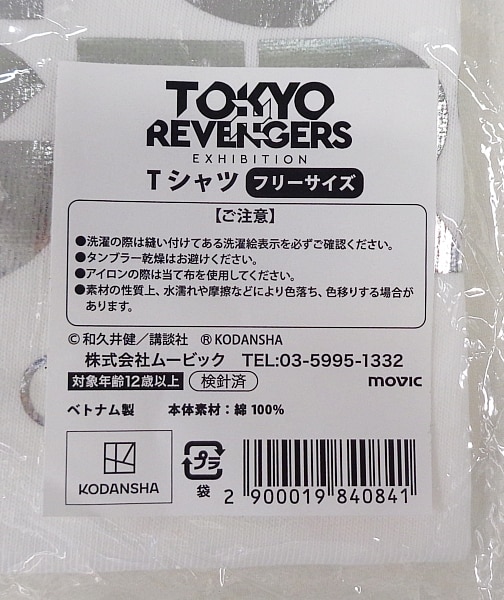 TOKYO
REVENGERS
EXHIBITION
Tシャツ フリーサイズ
【ご注意】
●洗濯の際は縫い付けてある洗濯絵表示を必ずご確認ください。
●タンブラー乾燥はお避けください。
●アイロンの際は当て布を使用してください。
●素材の性質上、水濡れや摩擦などにより色落ち、色移りする場合が
あります。
© 和久井健／講談社 ® KODANSHA
株式会社ムービック TEL:03-5995-1332
対象年齢12歳以上 検針済 movic
ベトナム製 本体素材：綿 100%
KODANSHA
プラ
袋
2 900019 840841